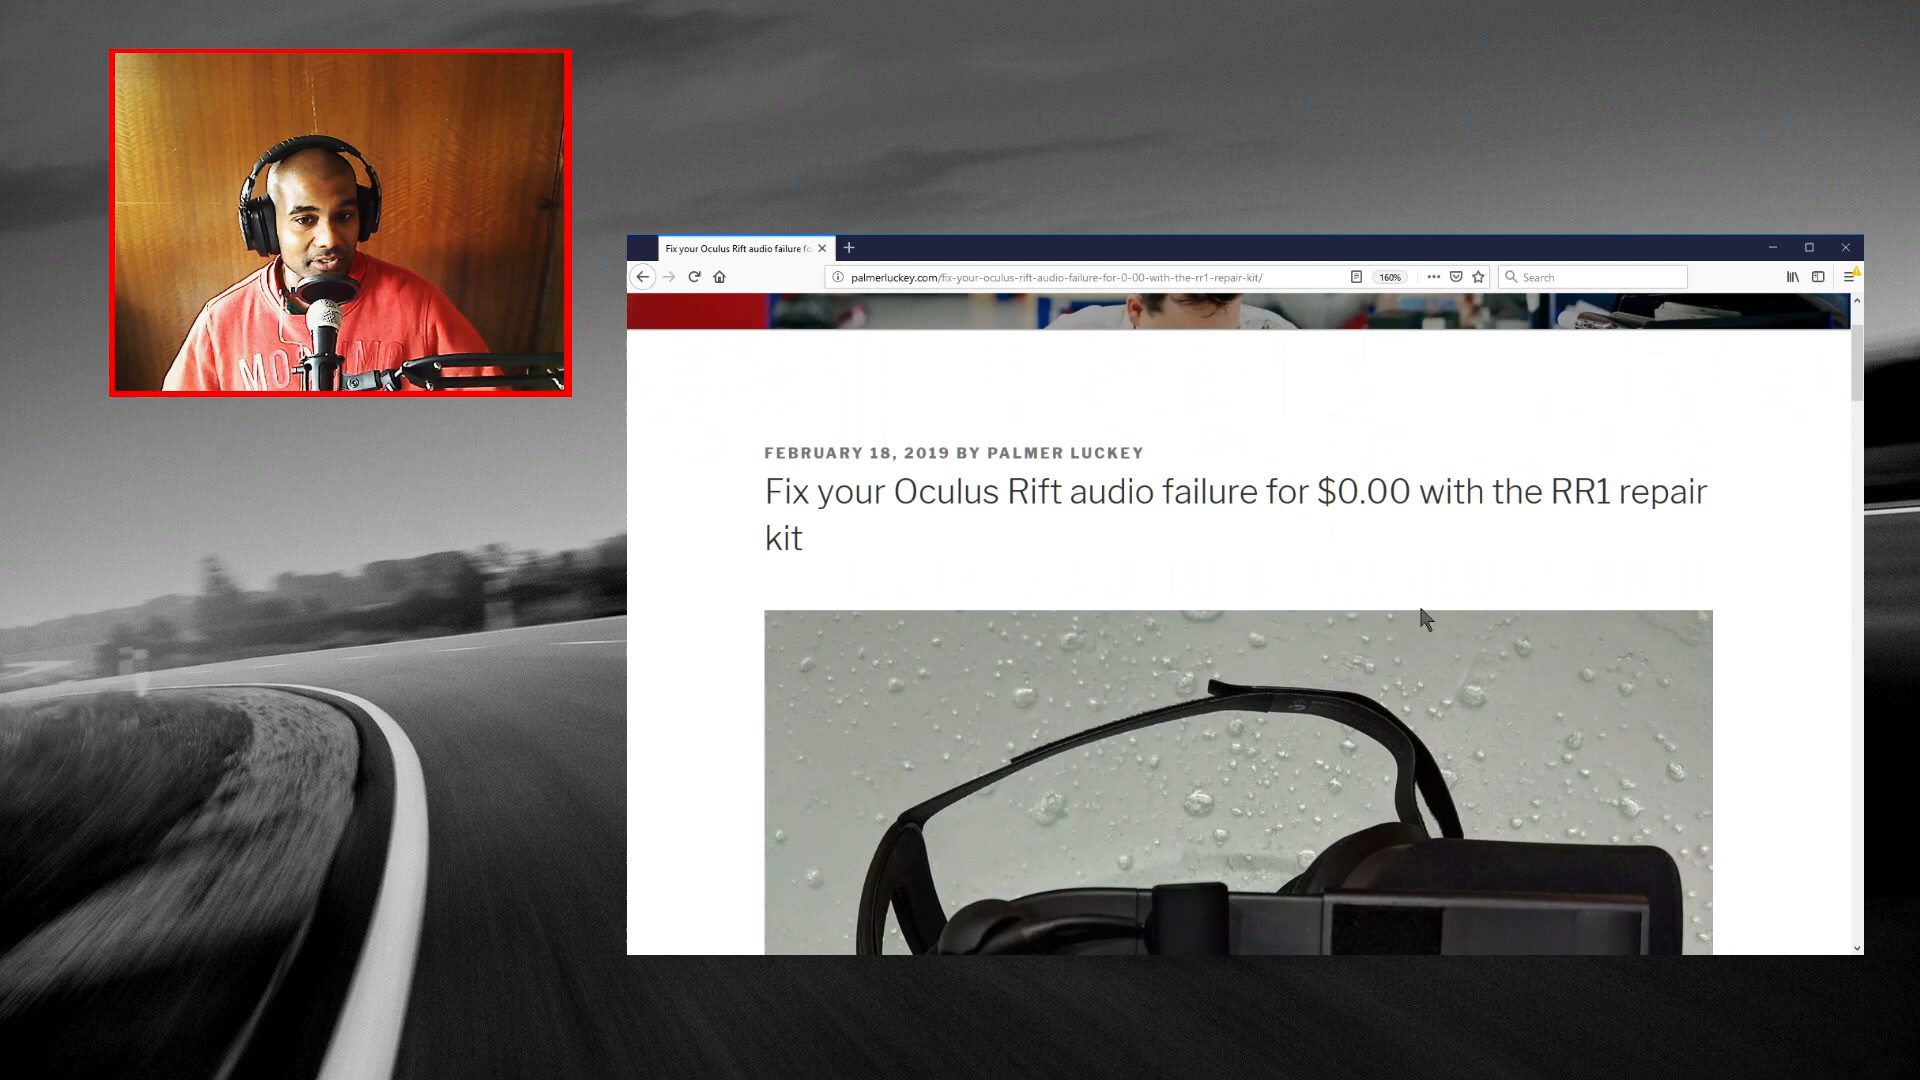 Fix your Oculus Rift audio failure fo
palmerluckey.com/fix-your-oculus-rift-audio-failure-for-0-00-with-the-rr1-repair-kit/
160%
Search
FEBRUARY 18, 2019 BY PALMER LUCKEY
Fix your Oculus Rift audio failure for $0.00 with the RR1 repair
kit